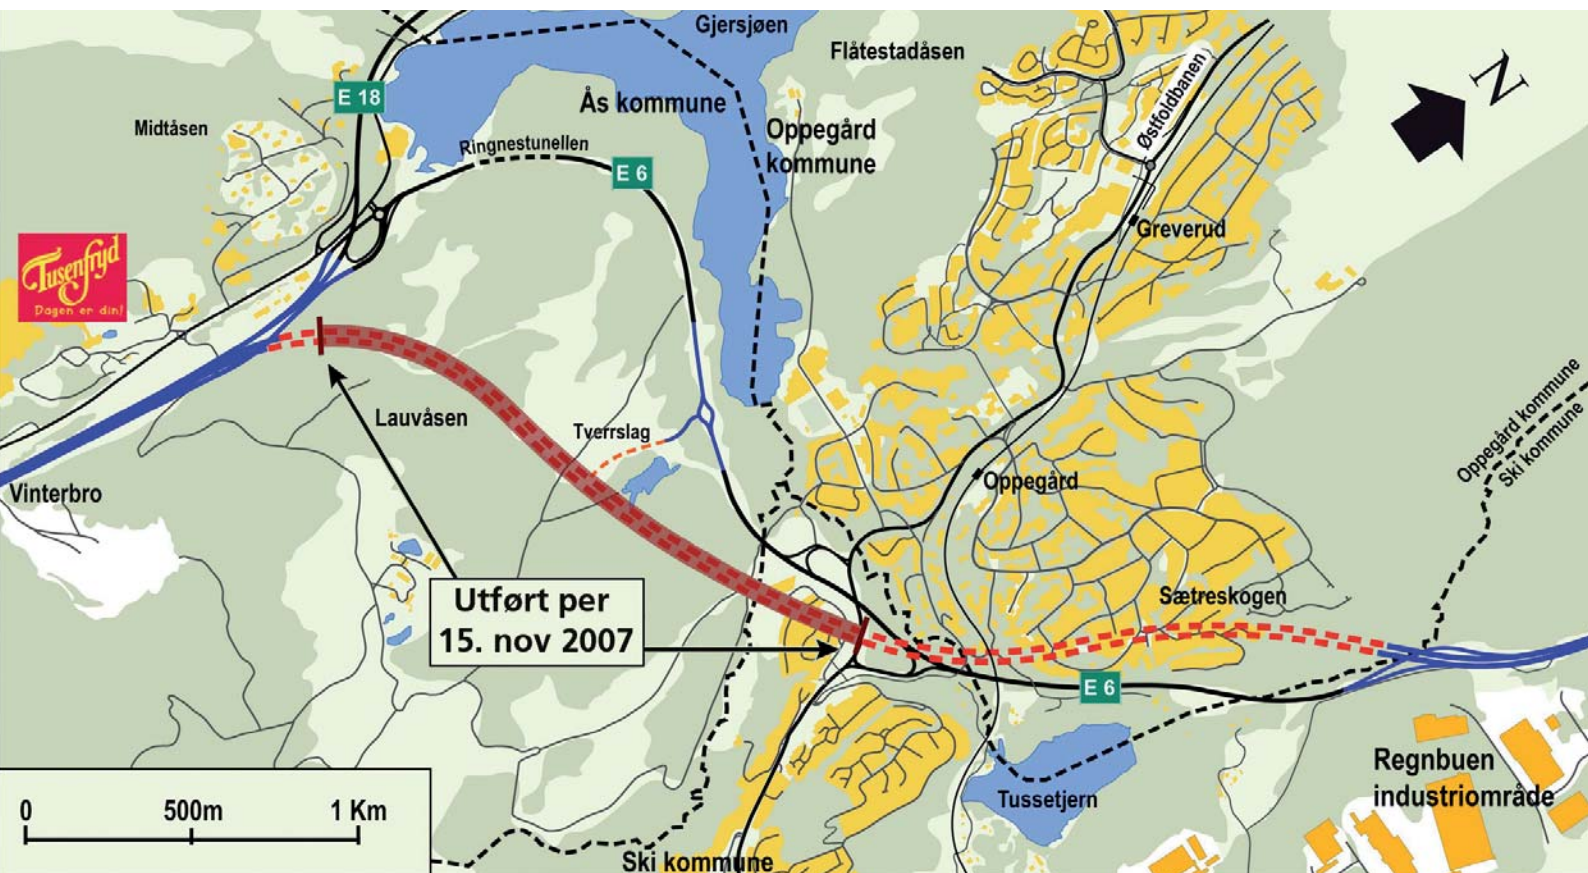 Gjersjøen
Flåtestadåsen
E 18
Ås kommune
Østfoldbanen
N
Midtåsen
Oppegård
kommune
Ringnestunellen
E 6
Greverud
Tusenfryd
Dagen er din!
Lauvåsen
Tverrslag
Oppegård kommune
Ski kommune
Vinterbro
Oppegård
Utført per
15. nov 2007
Sætreskogen
E 6
Regnbuen
industriområde
Tussetjern
0 500m 1 Km
Ski kommune